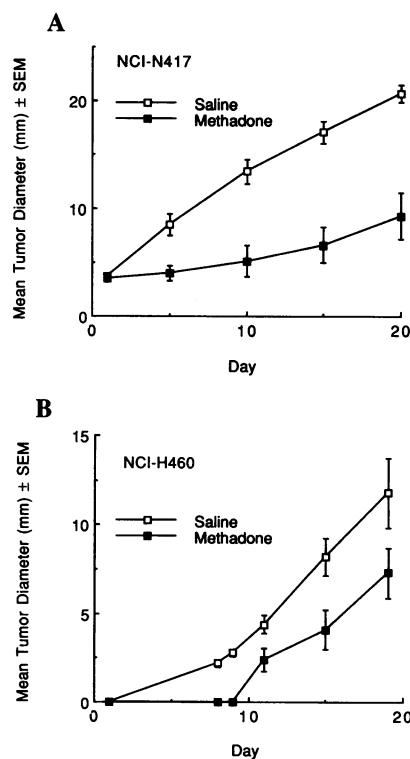 A
NCI-N417
Saline
Methadone
Mean Tumor Diameter (mm) ± SEM
20
10
0
0
10
20
Day
B
NCI-H460
Saline
Methadone
Mean Tumor Diameter (mm) ± SEM
15
10
5
0
0
10
20
Day